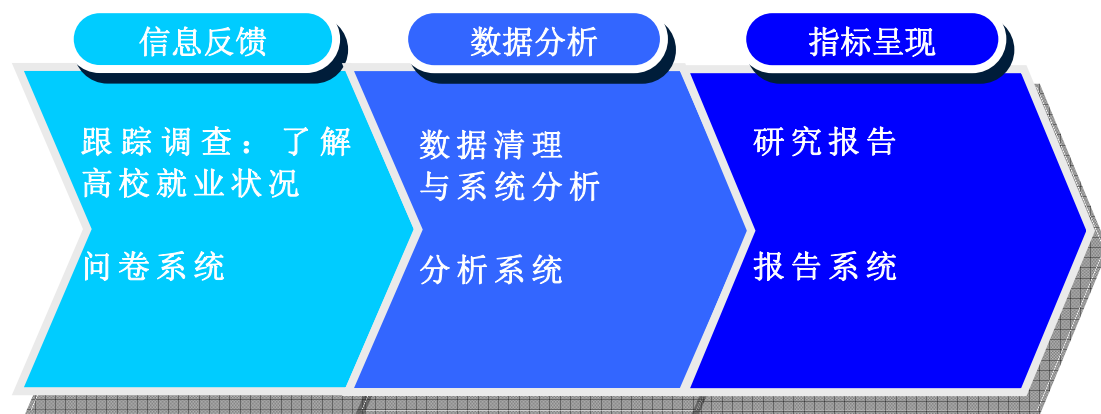 信息反馈
跟踪调查：了解
高校就业状况
问卷系统
数据分析
数据清理
与系统分析
分析系统
指标呈现
研究报告
报告系统